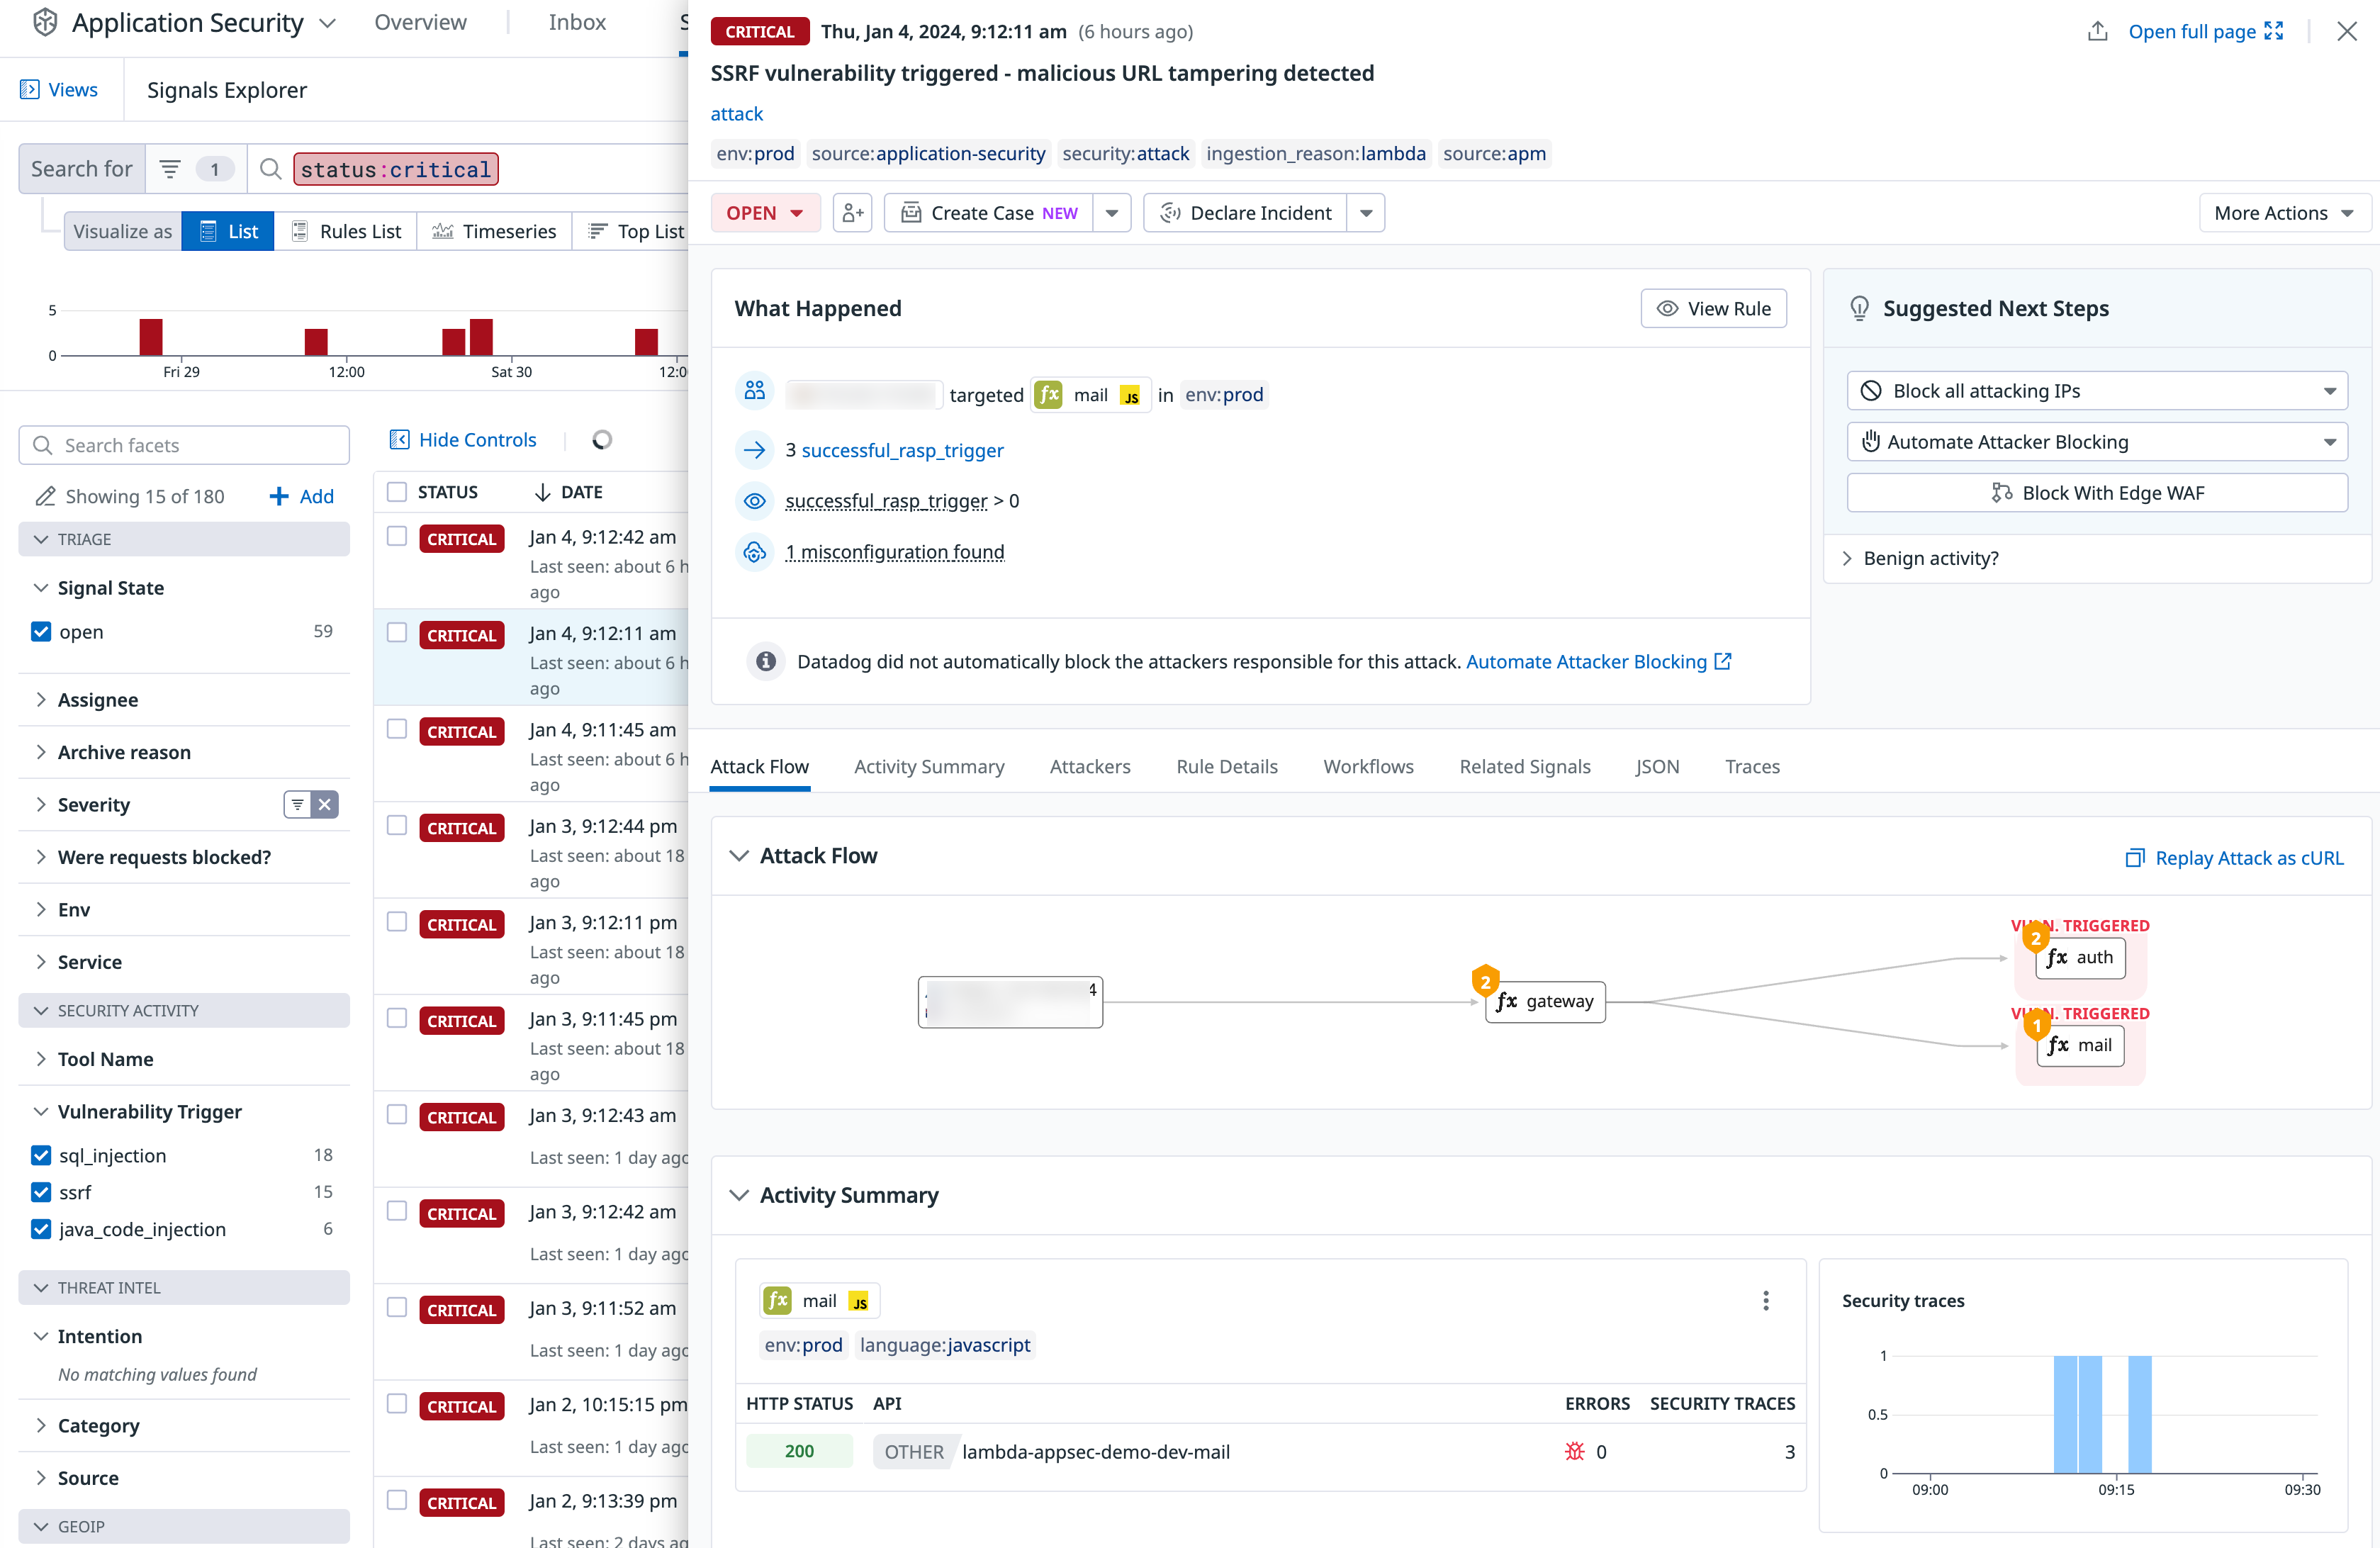 Application Security
Overview
Inbox
S
Views
Signals Explorer
Search for
1
status:critical
Visualize as
List
Rules List
Timeseries
Top List
5
0
Fri 29
12:00
Sat 30
12:0
Search facets
Showing 15 of 180
Add
TRIAGE
Signal State
open 59
Assignee
Archive reason
Severity
Were requests blocked?
Env
Service
SECURITY ACTIVITY
Tool Name
Vulnerability Trigger
sql_injection 18
ssrf 15
java_code_injection 6
THREAT INTEL
Intention
No matching values found
Category
Source
GEOIP
Hide Controls
STATUS DATE
CRITICAL Jan 4, 9:12:42 am
Last seen: about 6 h
ago
CRITICAL Jan 4, 9:12:11 am
Last seen: about 6 h
ago
CRITICAL Jan 4, 9:11:45 am
Last seen: about 6 h
ago
CRITICAL Jan 3, 9:12:44 pm
Last seen: about 18
ago
CRITICAL Jan 3, 9:12:11 pm
Last seen: about 18
ago
CRITICAL Jan 3, 9:11:45 pm
Last seen: about 18
ago
CRITICAL Jan 3, 9:12:43 am
Last seen: 1 day ago
CRITICAL Jan 3, 9:12:42 am
Last seen: 1 day ago
CRITICAL Jan 3, 9:11:52 am
Last seen: 1 day ago
CRITICAL Jan 2, 10:15:15 pm
Last seen: 1 day ago
CRITICAL Jan 2, 9:13:39 pm
Last seen: 2 days ag
CRITICAL Thu, Jan 4, 2024, 9:12:11 am (6 hours ago)
Open full page
SSRF vulnerability triggered - malicious URL tampering detected
attack
env:prod source:application-security security:attack ingestion_reason:lambda source:apm
OPEN
Create Case NEW
Declare Incident
More Actions
What Happened
View Rule
targeted fx mail JS in env:prod
3 successful_rasp_trigger
successful_rasp_trigger > 0
1 misconfiguration found
Datadog did not automatically block the attackers responsible for this attack. Automate Attacker Blocking
Suggested Next Steps
Block all attacking IPs
Automate Attacker Blocking
Block With Edge WAF
Benign activity?
Attack Flow
Activity Summary
Attackers
Rule Details
Workflows
Related Signals
JSON
Traces
Attack Flow
Replay Attack as cURL
4
2
fx gateway
TRIGGERED
2
fx auth
TRIGGERED
1
fx mail
Activity Summary
fx mail JS
env:prod language:javascript
HTTP STATUS API ERRORS SECURITY TRACES
200 OTHER lambda-appsec-demo-dev-mail 0 3
Security traces
1
0.5
0
09:00
09:15
09:30